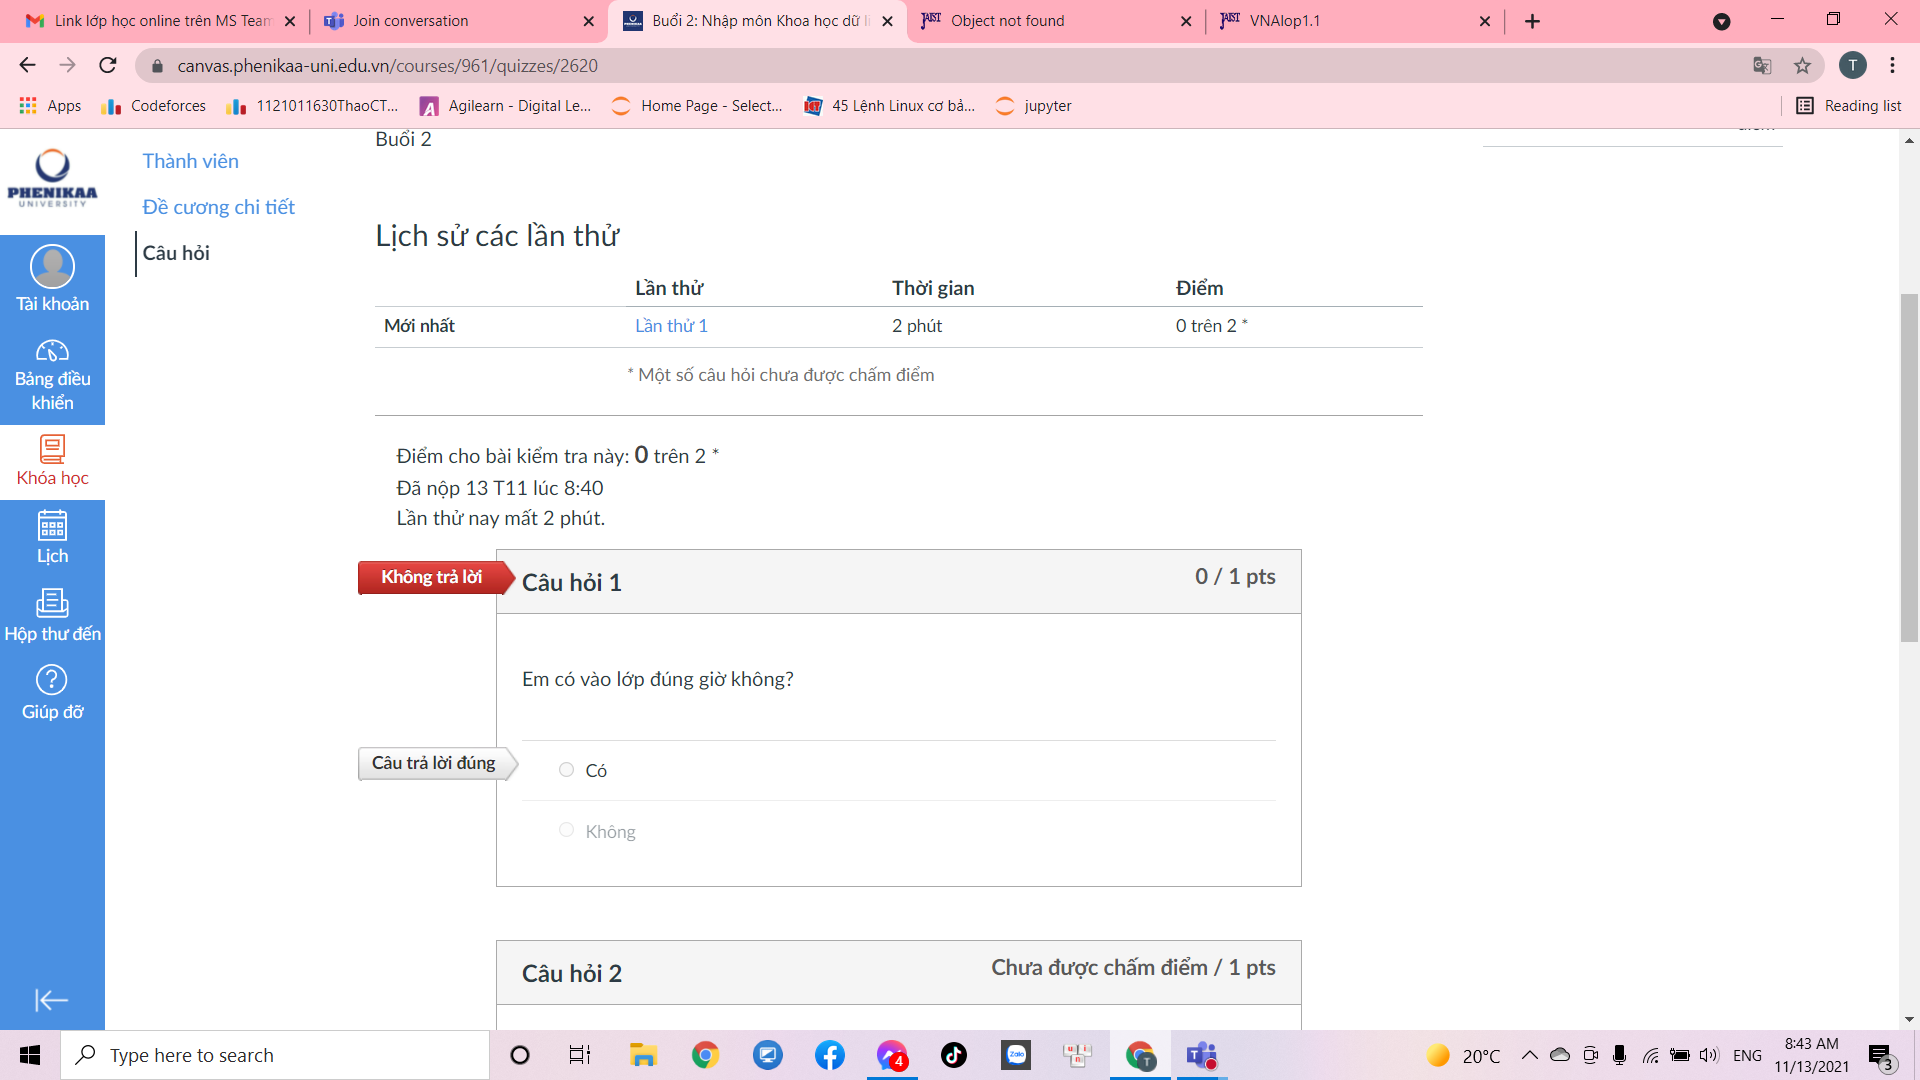 Link lớp học online trên MS Team
Join conversation
Buổi 2: Nhập môn Khoa học dữ li
JAIST
Object not found
JAIST
VNAlop1.1
canvas.phenikaa-uni.edu.vn/courses/961/quizzes/2620
T
Apps
Codeforces
1121011630ThaoCT...
Agilearn - Digital Le...
Home Page - Select...
45 Lệnh Linux cơ bả...
jupyter
Reading list
PHENIKAA
UNIVERSITY
Tài khoản
Bảng điều
khiển
Khóa học
Lịch
Hộp thư đến
Giúp đỡ
Thành viên
Đề cương chi tiết
Câu hỏi
Buổi 2
Lịch sử các lần thử
Lần thử Thời gian Điểm
Mới nhất Lần thử 1 2 phút 0 trên 2 *
* Một số câu hỏi chưa được chấm điểm
Điểm cho bài kiểm tra này: 0 trên 2 *
Đã nộp 13 T11 lúc 8:40
Lần thử nay mất 2 phút.
Không trả lời
Câu hỏi 1
0 / 1 pts
Em có vào lớp đúng giờ không?
Câu trả lời đúng
Có
Không
Câu hỏi 2
Chưa được chấm điểm / 1 pts
Type here to search
4
Zalo
T
20°C
ENG
8:43 AM
11/13/2021
3